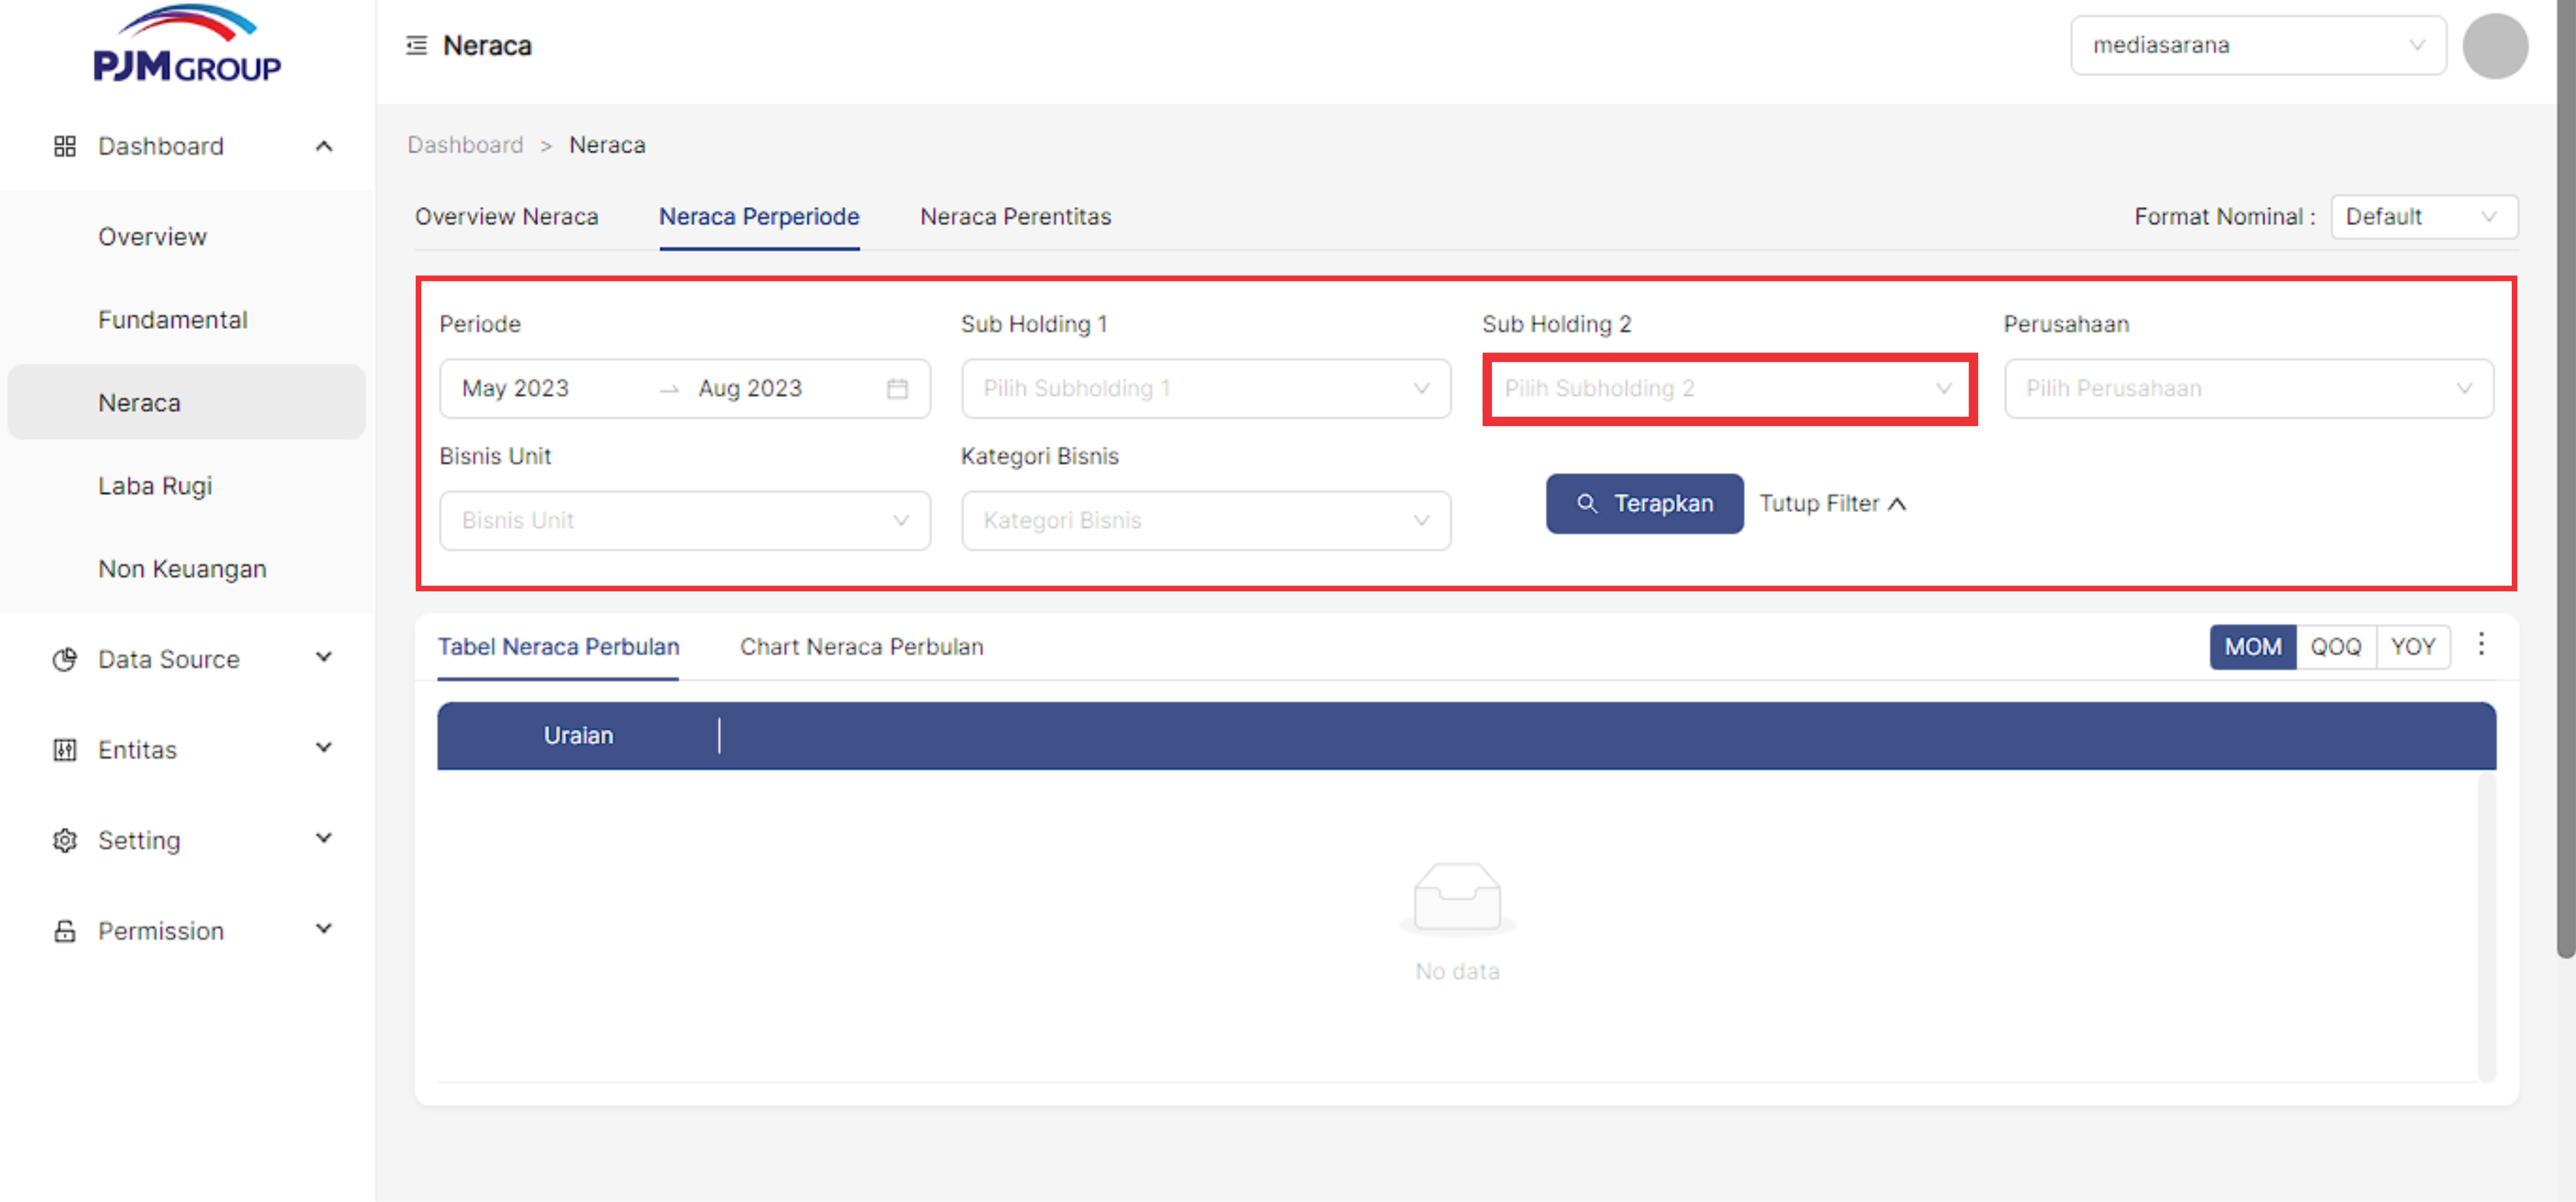 PJM GROUP
Neraca
mediasarana
Dashboard
Overview
Fundamental
Neraca
Laba Rugi
Non Keuangan
Data Source
Entitas
Setting
Permission
Dashboard > Neraca
Overview Neraca Neraca Perperiode Neraca Perentitas
Format Nominal : Default
Periode Sub Holding 1 Sub Holding 2 Perusahaan
May 2023 → Aug 2023 Pilih Subholding 1 Pilih Subholding 2 Pilih Perusahaan
Bisnis Unit Kategori Bisnis
Bisnis Unit Kategori Bisnis Terapkan Tutup Filter
Tabel Neraca Perbulan Chart Neraca Perbulan MOM QOQ YOY
Uraian
No data